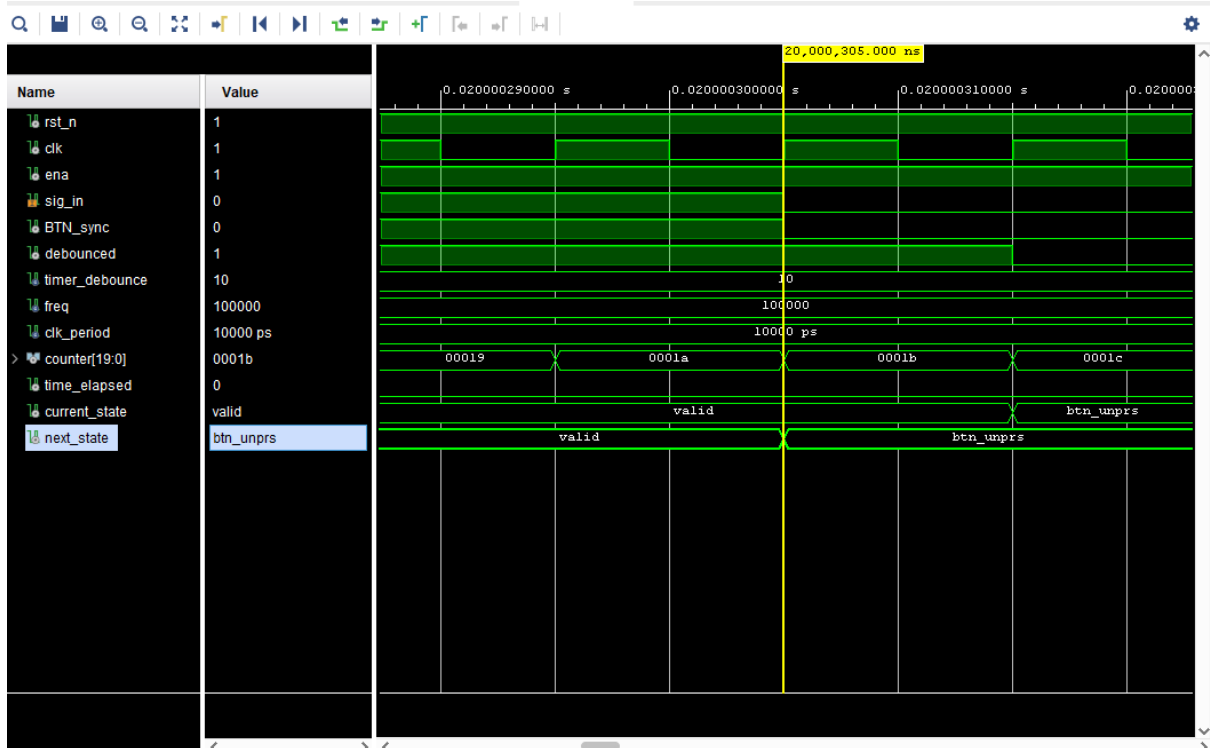 20,000,305.000 ns
Name Value
0.020000290000 s 0.020000300000 s 0.020000310000 s 0.020000
rst_n 1
clk 1
ena 1
sig_in 0
BTN_sync 0
debounced 1
timer_debounce 10 10
freq 100000 100000
clk_period 10000 ps 10000 ps
counter[19:0] 0001b 00019 0001a 0001b 0001c
time_elapsed 0
current_state valid valid btn_unprs
next_state btn_unprs valid btn_unprs